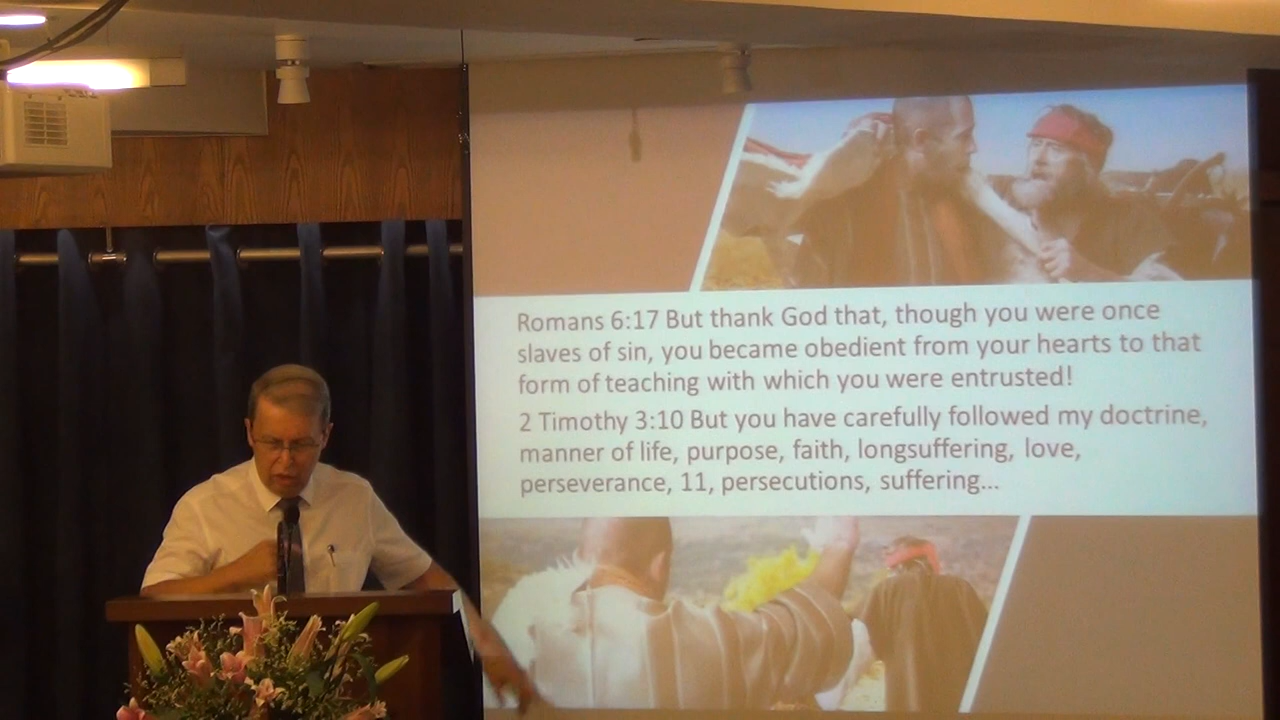 Romans 6:17 But thank God that, though you were once
slaves of sin, you became obedient from your hearts to that
form of teaching with which you were entrusted!
2 Timothy 3:10 But you have carefully followed my doctrine,
manner of life, purpose, faith, longsuffering, love,
perseverance, 11, persecutions, suffering...